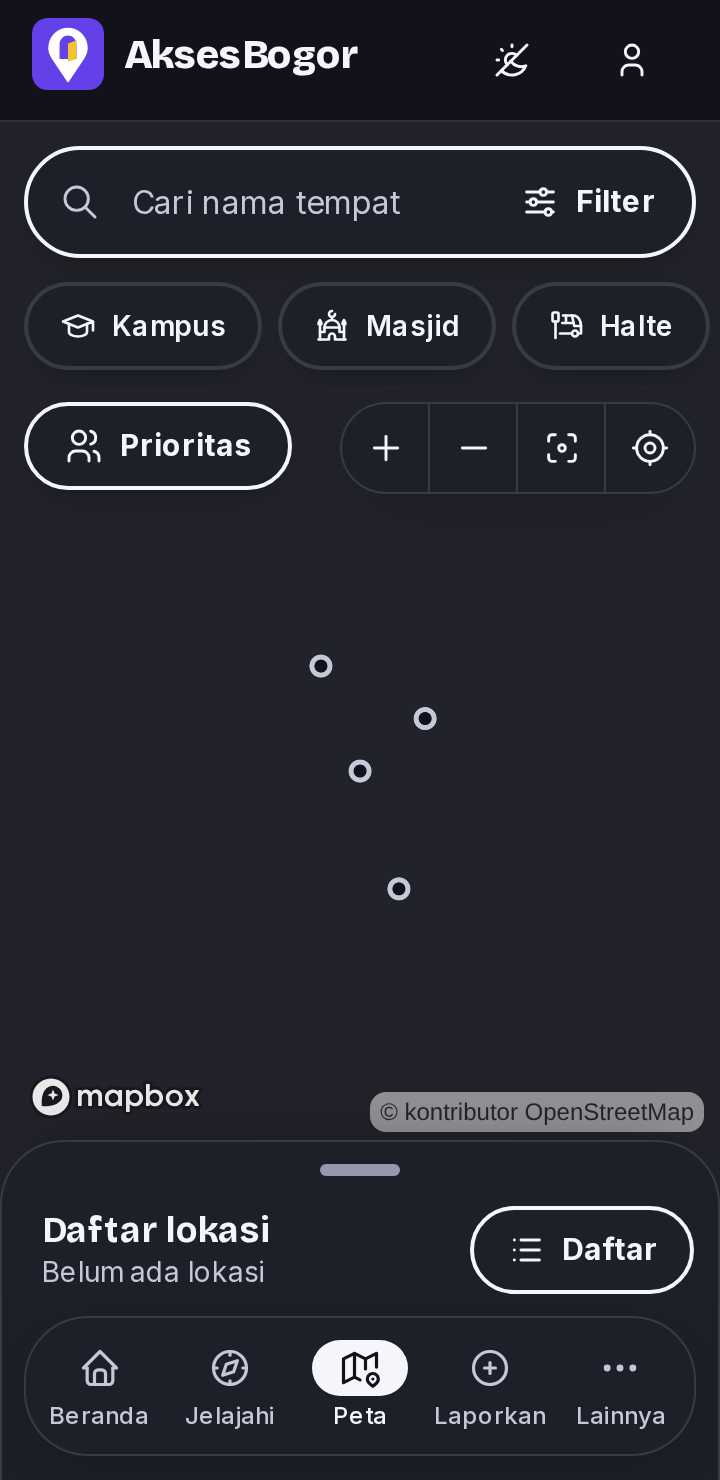 AksesBogor
Cari nama tempat
Filter
Kampus
Masjid
Halte
Prioritas
mapbox
© kontributor OpenStreetMap
Daftar lokasi
Belum ada lokasi
Daftar
Beranda
Jelajahi
Peta
Laporkan
Lainnya